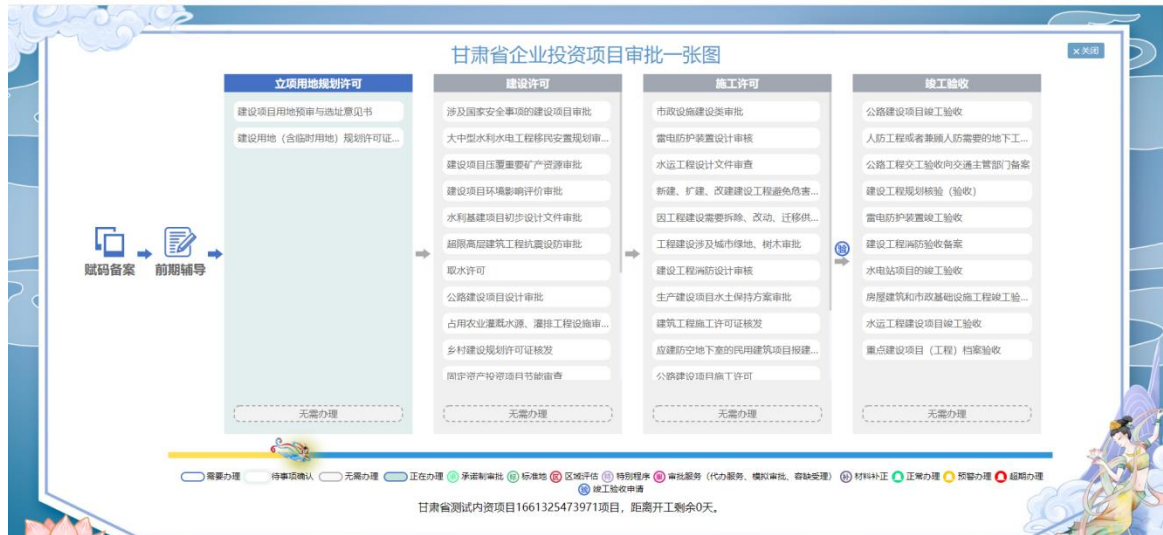 甘肃省企业投资项目审批一张图
×关闭
赋码备案
前期辅导
立项用地规划许可
建设项目用地预审与选址意见书
建设用地（含临时用地）规划许可证...
无需办理
建设许可
涉及国家安全事项的建设项目审批
大中型水利水电工程移民安置规划审...
建设项目压覆重要矿产资源审批
建设项目环境影响评价审批
水利基建项目初步设计文件审批
超限高层建筑工程抗震设防审批
取水许可
公路建设项目设计审批
占用农业灌溉水源、灌排工程设施审...
乡村建设规划许可证核发
固定资产投资项目节能审查
无需办理
施工许可
市政设施建设类审批
雷电防护装置设计审核
水运工程设计文件审查
新建、扩建、改建建设工程避免危害...
因工程建设需要拆除、改动、迁移供...
工程建设涉及城市绿地、树木审批
建设工程消防设计审核
生产建设项目水土保持方案审批
建筑工程施工许可证核发
应建防空地下室的民用建筑项目报建...
公路建设项目施工许可
无需办理
验
竣工验收
公路建设项目竣工验收
人防工程或者兼顾人防需要的地下工...
公路工程交工验收向交通主管部门备案
建设工程规划核验（验收）
雷电防护装置竣工验收
建设工程消防验收备案
水电站项目的竣工验收
房屋建筑和市政基础设施工程竣工验...
水运工程建设项目竣工验收
重点建设项目（工程）档案验收
无需办理
需要办理 待事项确认 无需办理 正在办理 承诺制审批 标准地 区域评估 特别程序 审批服务（代办服务、模拟审批、容缺受理） 材料补正 正常办理 预警办理 超期办理
验 竣工验收申请
甘肃省测试内资项目1661325473971项目，距离开工剩余0天。